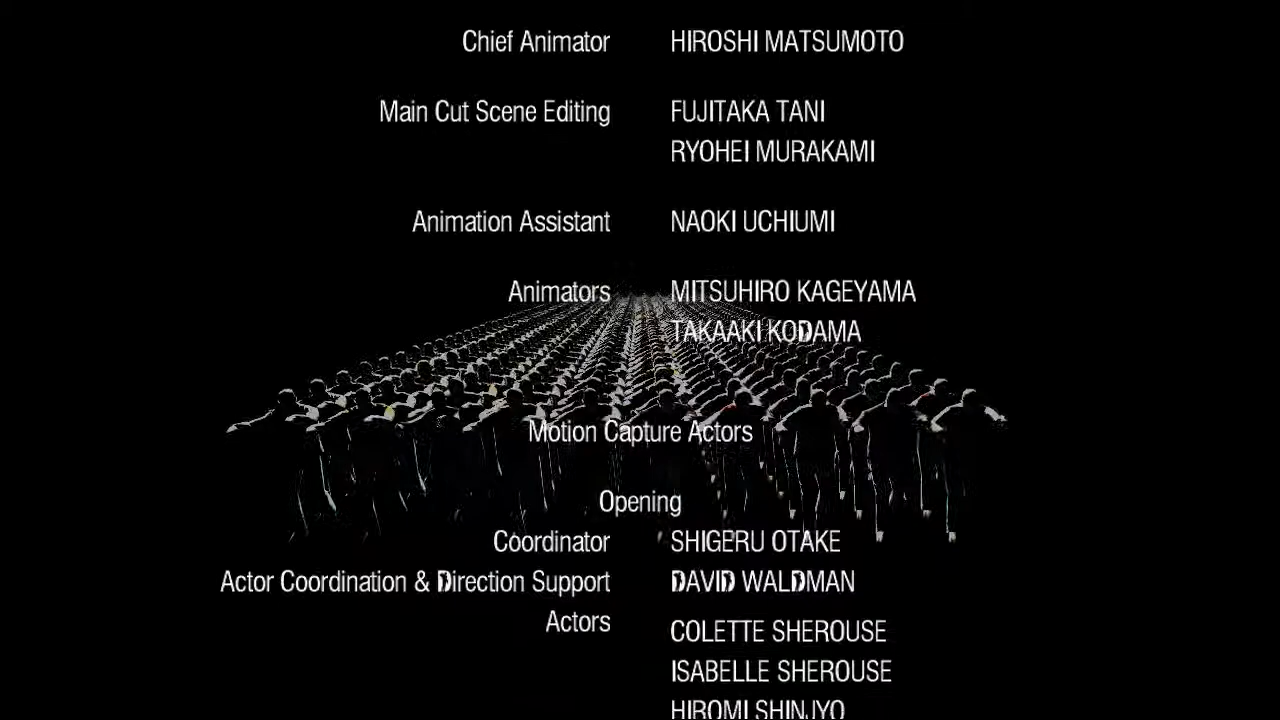 Chief Animator HIROSHI MATSUMOTO
Main Cut Scene Editing FUJITAKA TANI
RYOHEI MURAKAMI
Animation Assistant NAOKI UCHIUMI
Animators MITSUHIRO KAGEYAMA
TAKAAKI KODAMA
Motion Capture Actors
Opening
Coordinator SHIGERU OTAKE
Actor Coordination & Direction Support DAVID WALDMAN
Actors COLETTE SHEROUSE
ISABELLE SHEROUSE
HIROMI SHINJYO